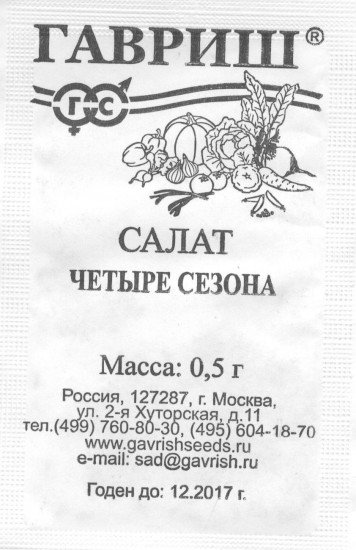 ГАВРИШ®
Г С
САЛАТ
ЧЕТЫРЕ СЕЗОНА
Масса: 0,5 г
Россия, 127287, г. Москва,
ул. 2-я Хуторская, д.11
тел.(499) 760-80-30, (495) 604-18-70
www.gavrishseeds.ru
e-mail: sad@gavrish.ru
Годен до: 12.2017 г.